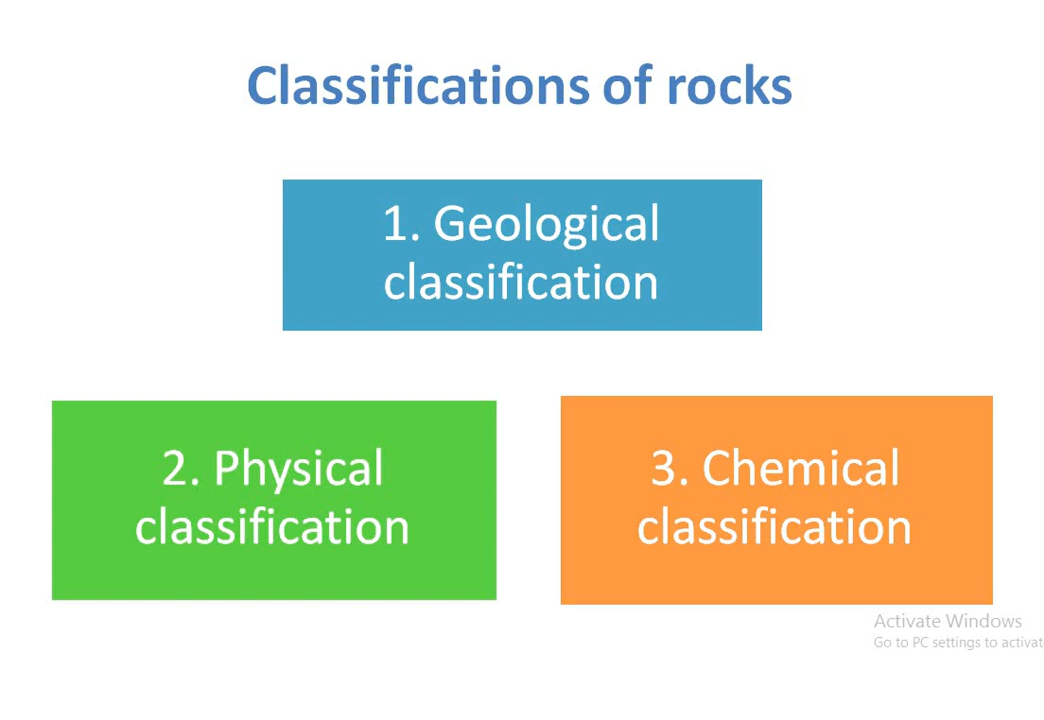 Classifications of rocks
1. Geological
classification
2. Physical
classification
3. Chemical
classification
Activate Windows
Go to PC settings to activat